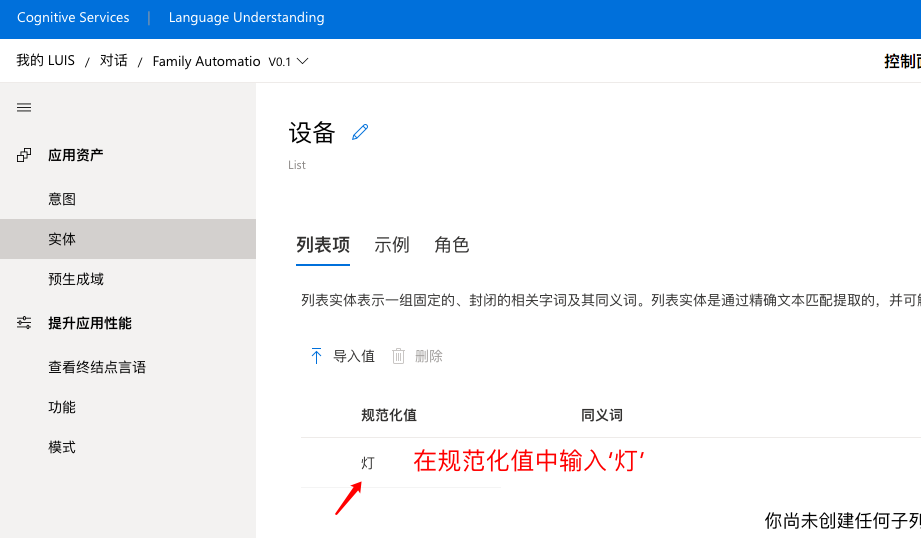 Cognitive Services | Language Understanding
我的 LUIS / 对话 / Family Automatio V0.1
控制面
应用资产
意图
实体
预生成域
提升应用性能
查看终结点言语
功能
模式
设备
List
列表项 示例 角色
列表实体表示一组固定的、封闭的相关字词及其同义词。列表实体是通过精确文本匹配提取的，并可
导入值 删除
规范化值 同义词
灯 在规范化值中输入‘灯’
你尚未创建任何子列